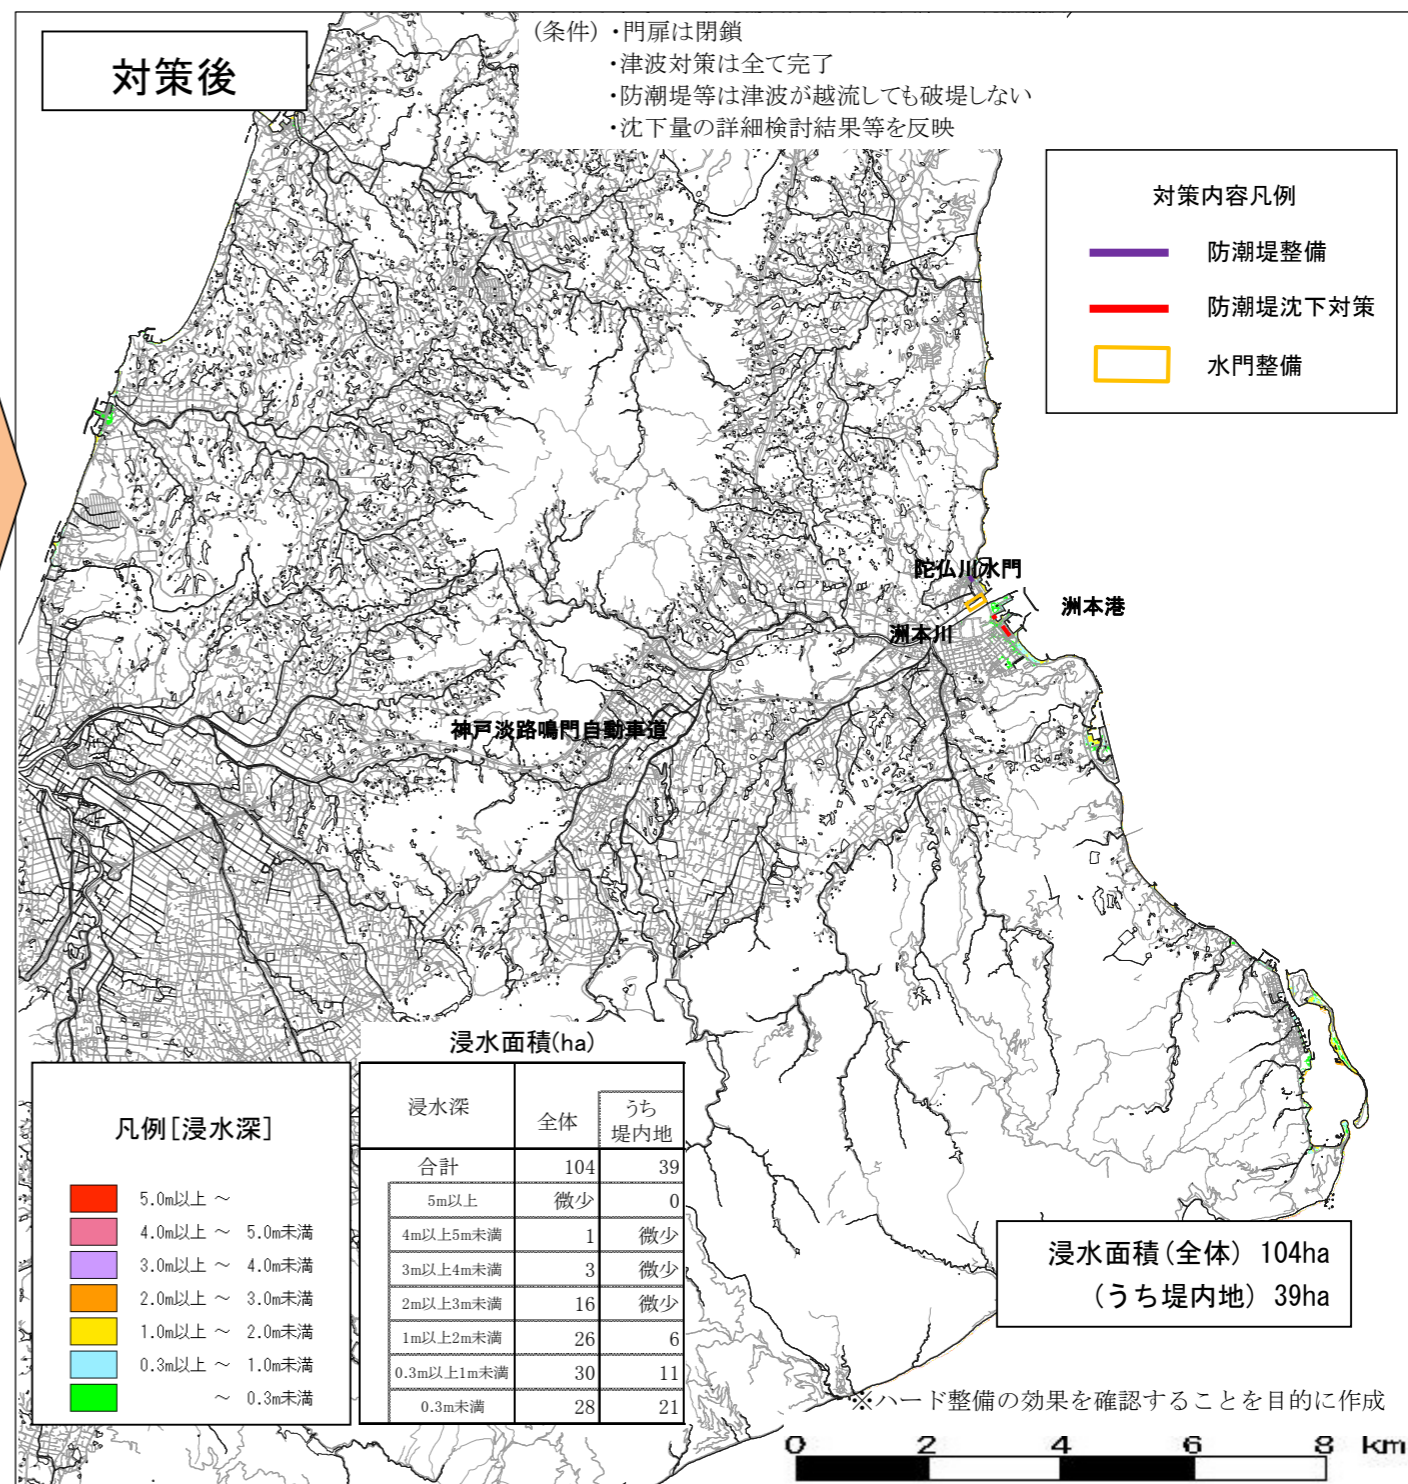 対策後
(条件) ・門扉は閉鎖
・津波対策は全て完了
・防潮堤等は津波が越流しても破堤しない
・沈下量の詳細検討結果等を反映
対策内容凡例
防潮堤整備
防潮堤沈下対策
水門整備
陀仏川水門
洲本港
洲本川
神戸淡路鳴門自動車道
浸水面積(ha)
浸水深 全体 うち堤内地
合計 104 39
5m以上 微少 0
4m以上5m未満 1 微少
3m以上4m未満 3 微少
2m以上3m未満 16 微少
1m以上2m未満 26 6
0.3m以上1m未満 30 11
0.3m未満 28 21
凡例[浸水深]
5.0m以上 ～
4.0m以上 ～ 5.0m未満
3.0m以上 ～ 4.0m未満
2.0m以上 ～ 3.0m未満
1.0m以上 ～ 2.0m未満
0.3m以上 ～ 1.0m未満
～ 0.3m未満
浸水面積(全体) 104ha
(うち堤内地) 39ha
※ハード整備の効果を確認することを目的に作成
0 2 4 6 8 km